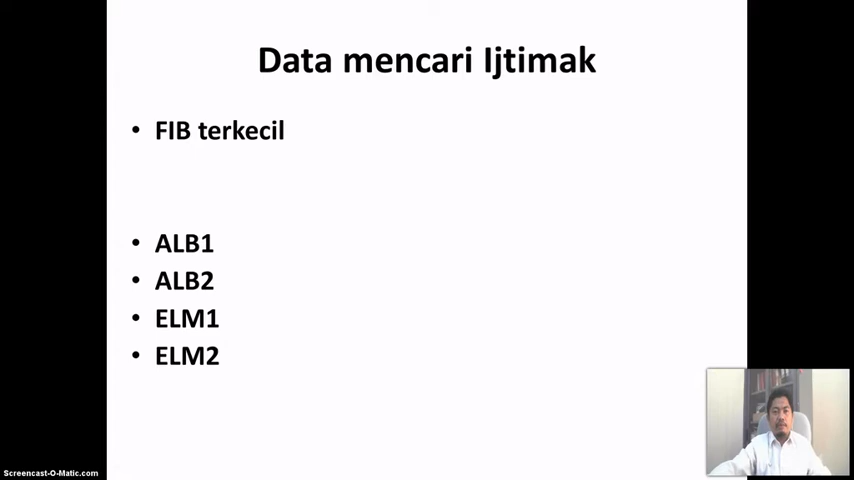 Data mencari Ijtimak
• FIB terkecil
• ALB1
• ALB2
• ELM1
• ELM2
Screencast-O-Matic.com